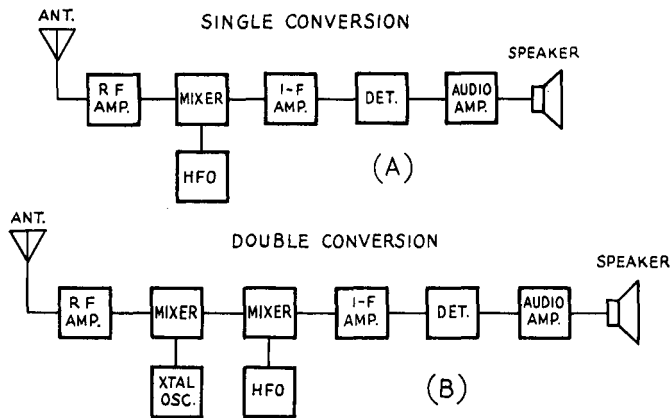 ANT.
SINGLE CONVERSION
SPEAKER
RF
AMP.
MIXER
I-F
AMP.
DET.
AUDIO
AMP.
HFO
(A)
ANT.
DOUBLE CONVERSION
SPEAKER
RF
AMP.
MIXER
MIXER
I-F
AMP.
DET.
AUDIO
AMP.
XTAL
OSC.
HFO
(B)